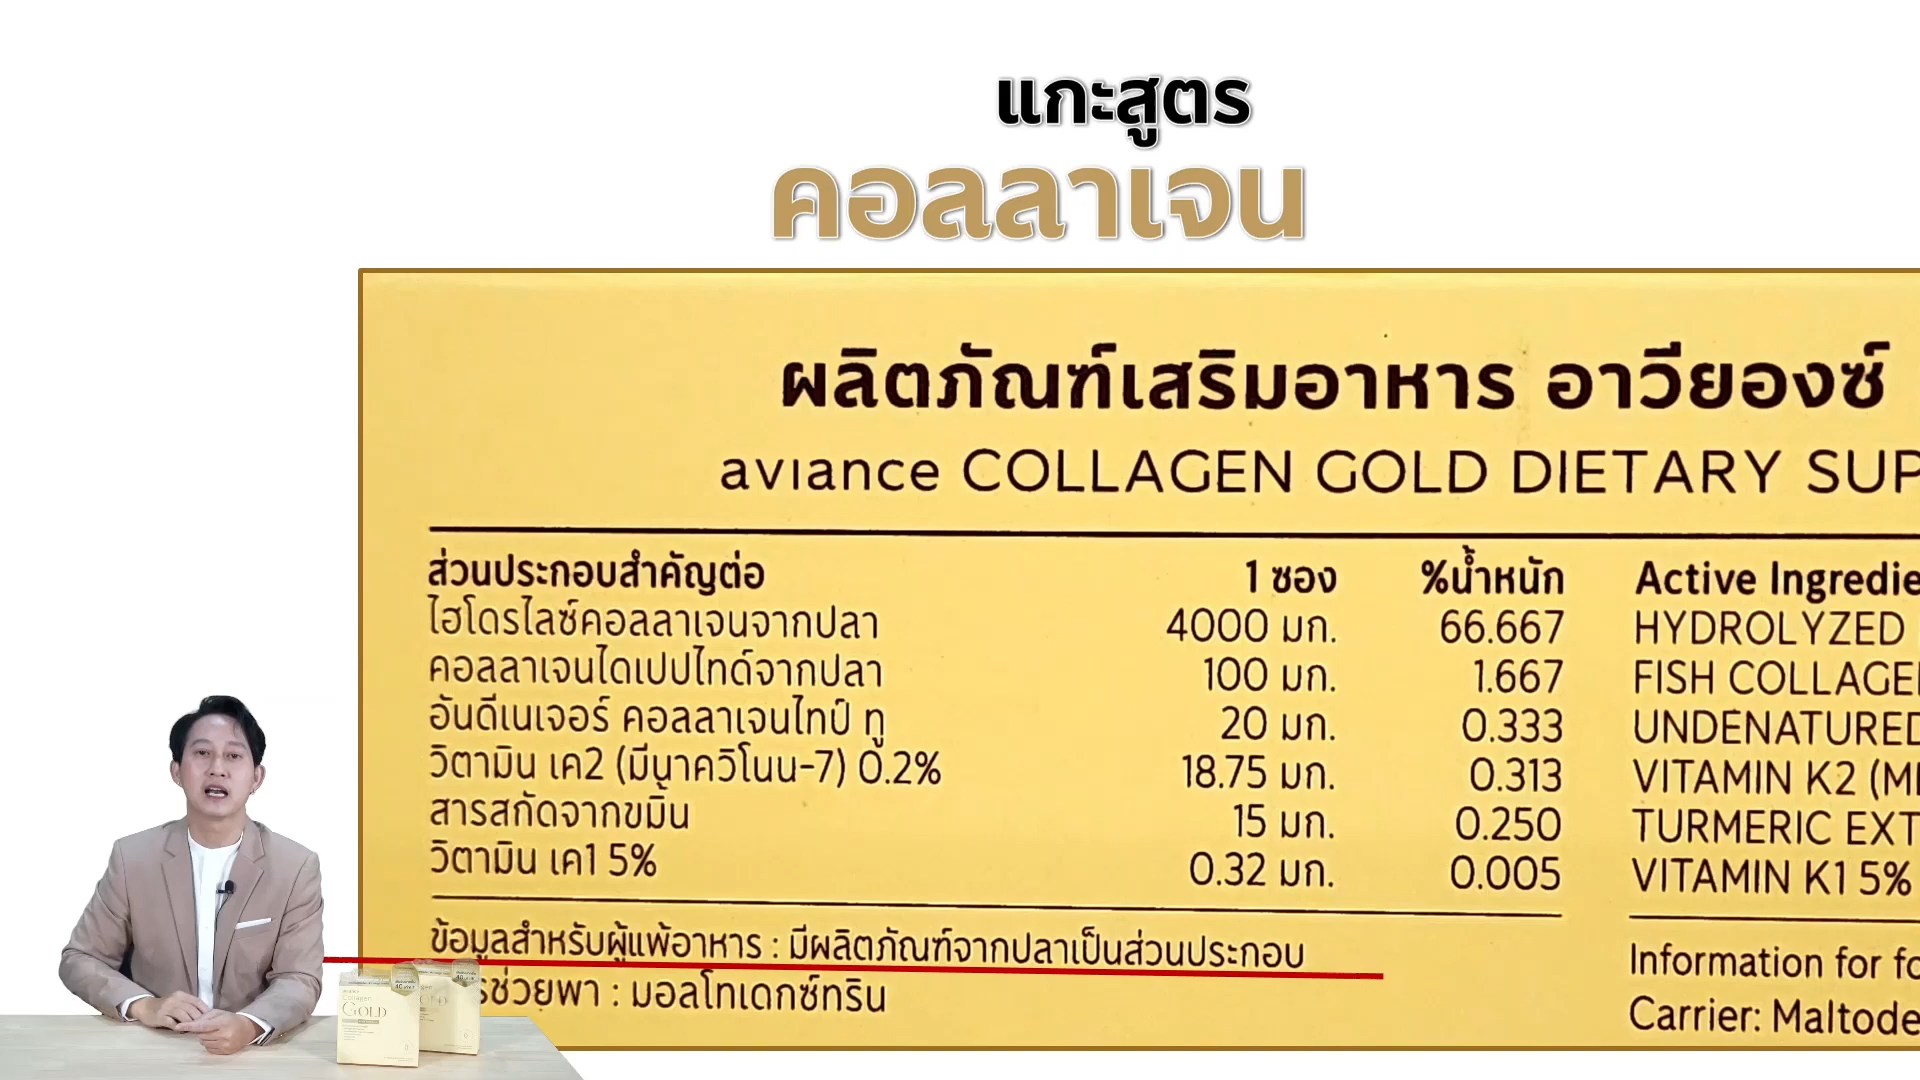 แกะสูตร
คอลลาเจน
ผลิตภัณฑ์เสริมอาหาร อาวียองซ์
aviance COLLAGEN GOLD DIETARY SUP
ส่วนประกอบสำคัญต่อ 1 ซอง %น้ำหนัก
ไฮโดรไลซ์คอลลาเจนจากปลา 4000 มก. 66.667
คอลลาเจนไดเปปไทด์จากปลา 100 มก. 1.667
อันดีเนเจอร์ คอลลาเจนไทป์ ทู 20 มก. 0.333
วิตามิน เค2 (มีนาควิโนน-7) 0.2% 18.75 มก. 0.313
สารสกัดจากขมิ้น 15 มก. 0.250
วิตามิน เค1 5% 0.32 มก. 0.005
ข้อมูลสำหรับผู้แพ้อาหาร : มีผลิตภัณฑ์จากปลาเป็นส่วนประกอบ
รช่วยพา : มอลโทเดกซ์ทริน
Active Ingredie
HYDROLYZED
FISH COLLAGE
UNDENATURED
VITAMIN K2 (M
TURMERIC EXT
VITAMIN K1 5%
Information for fo
Carrier: Maltode
Collagen
GOLD